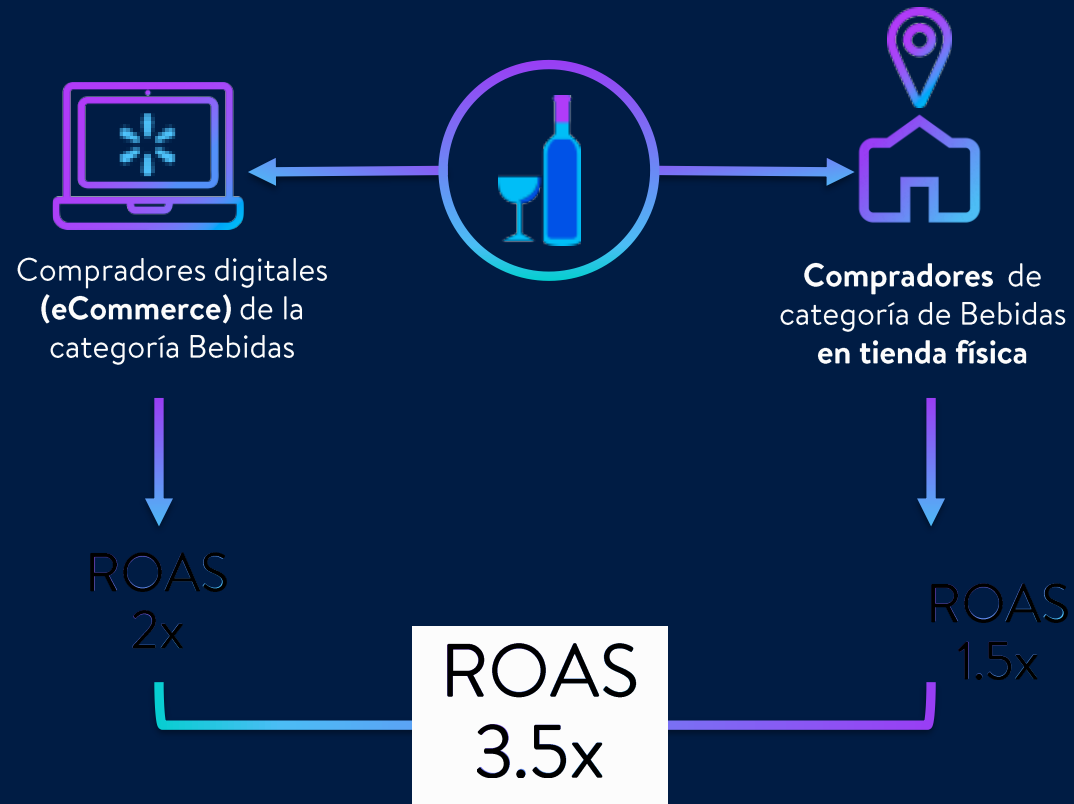 Compradores digitales
(eCommerce) de la
categoría Bebidas
Compradores de
categoría de Bebidas
en tienda física
ROAS
2x
ROAS
1.5x
ROAS
3.5x